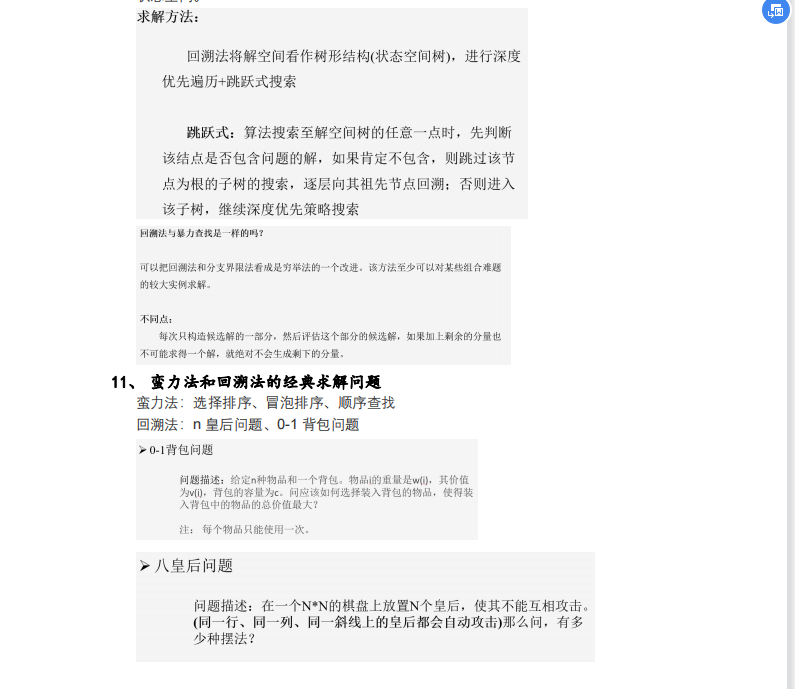 求解方法：
回溯法将解空间看作树形结构(状态空间树)，进行深度
优先遍历+跳跃式搜索
跳跃式：算法搜索至解空间树的任意一点时，先判断
该结点是否包含问题的解，如果肯定不包含，则跳过该节
点为根的子树的搜索，逐层向其祖先节点回溯；否则进入
该子树，继续深度优先策略搜索
回溯法与暴力查找是一样的吗？
可以把回溯法和分支界限法看成是穷举法的一个改进。该方法至少可以对某些组合难题
的较大实例求解。
不同点：
每次只构造候选解的一部分，然后评估这个部分的候选解，如果加上剩余的分量也
不可能求得一个解，就绝对不会生成剩下的分量。
11、 蛮力法和回溯法的经典求解问题
蛮力法：选择排序、冒泡排序、顺序查找
回溯法：n 皇后问题、0-1 背包问题
➢ 0-1背包问题
问题描述：给定n种物品和一个背包。物品i的重量是w(i)，其价值
为v(i)，背包的容量为c。问应该如何选择装入背包的物品，使得装
入背包中的物品的总价值最大？
注： 每个物品只能使用一次。
➢ 八皇后问题
问题描述：在一个N*N的棋盘上放置N个皇后，使其不能互相攻击。
(同一行、同一列、同一斜线上的皇后都会自动攻击)那么问，有多
少种摆法？